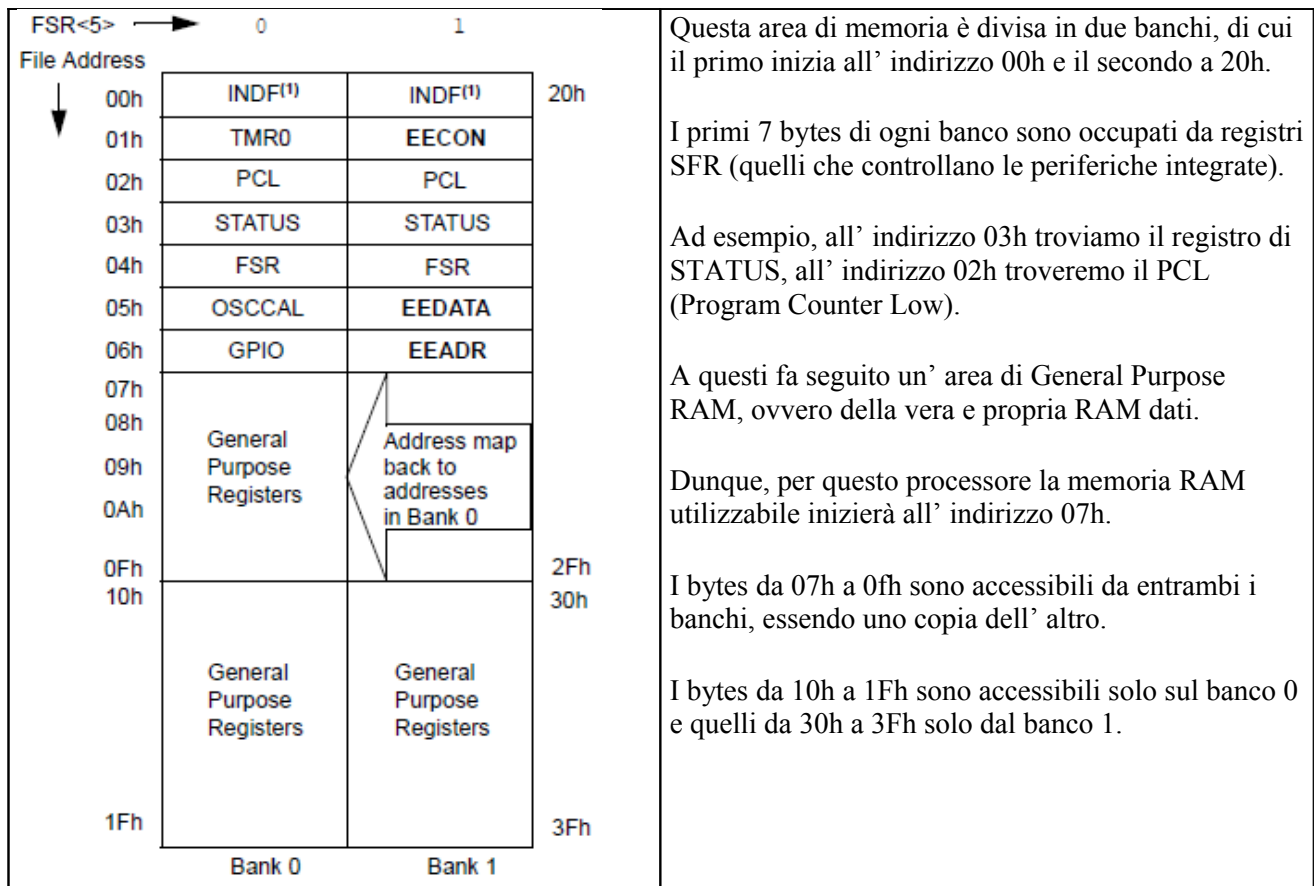 FSR<5> 0 1
File Address
00h INDF(1) INDF(1) 20h
01h TMR0 EECON
02h PCL PCL
03h STATUS STATUS
04h FSR FSR
05h OSCCAL EEDATA
06h GPIO EEADR
07h
08h
09h
0Ah
0Fh
10h
General
Purpose
Registers
Address map
back to
addresses
in Bank 0
2Fh
30h
General
Purpose
Registers
General
Purpose
Registers
1Fh 3Fh
Bank 0 Bank 1
Questa area di memoria è divisa in due banchi, di cui
il primo inizia all’ indirizzo 00h e il secondo a 20h.
I primi 7 bytes di ogni banco sono occupati da registri
SFR (quelli che controllano le periferiche integrate).
Ad esempio, all’ indirizzo 03h troviamo il registro di
STATUS, all’ indirizzo 02h troveremo il PCL
(Program Counter Low).
A questi fa seguito un’ area di General Purpose
RAM, ovvero della vera e propria RAM dati.
Dunque, per questo processore la memoria RAM
utilizzabile inizierà all’ indirizzo 07h.
I bytes da 07h a 0fh sono accessibili da entrambi i
banchi, essendo uno copia dell’ altro.
I bytes da 10h a 1Fh sono accessibili solo sul banco 0
e quelli da 30h a 3Fh solo dal banco 1.